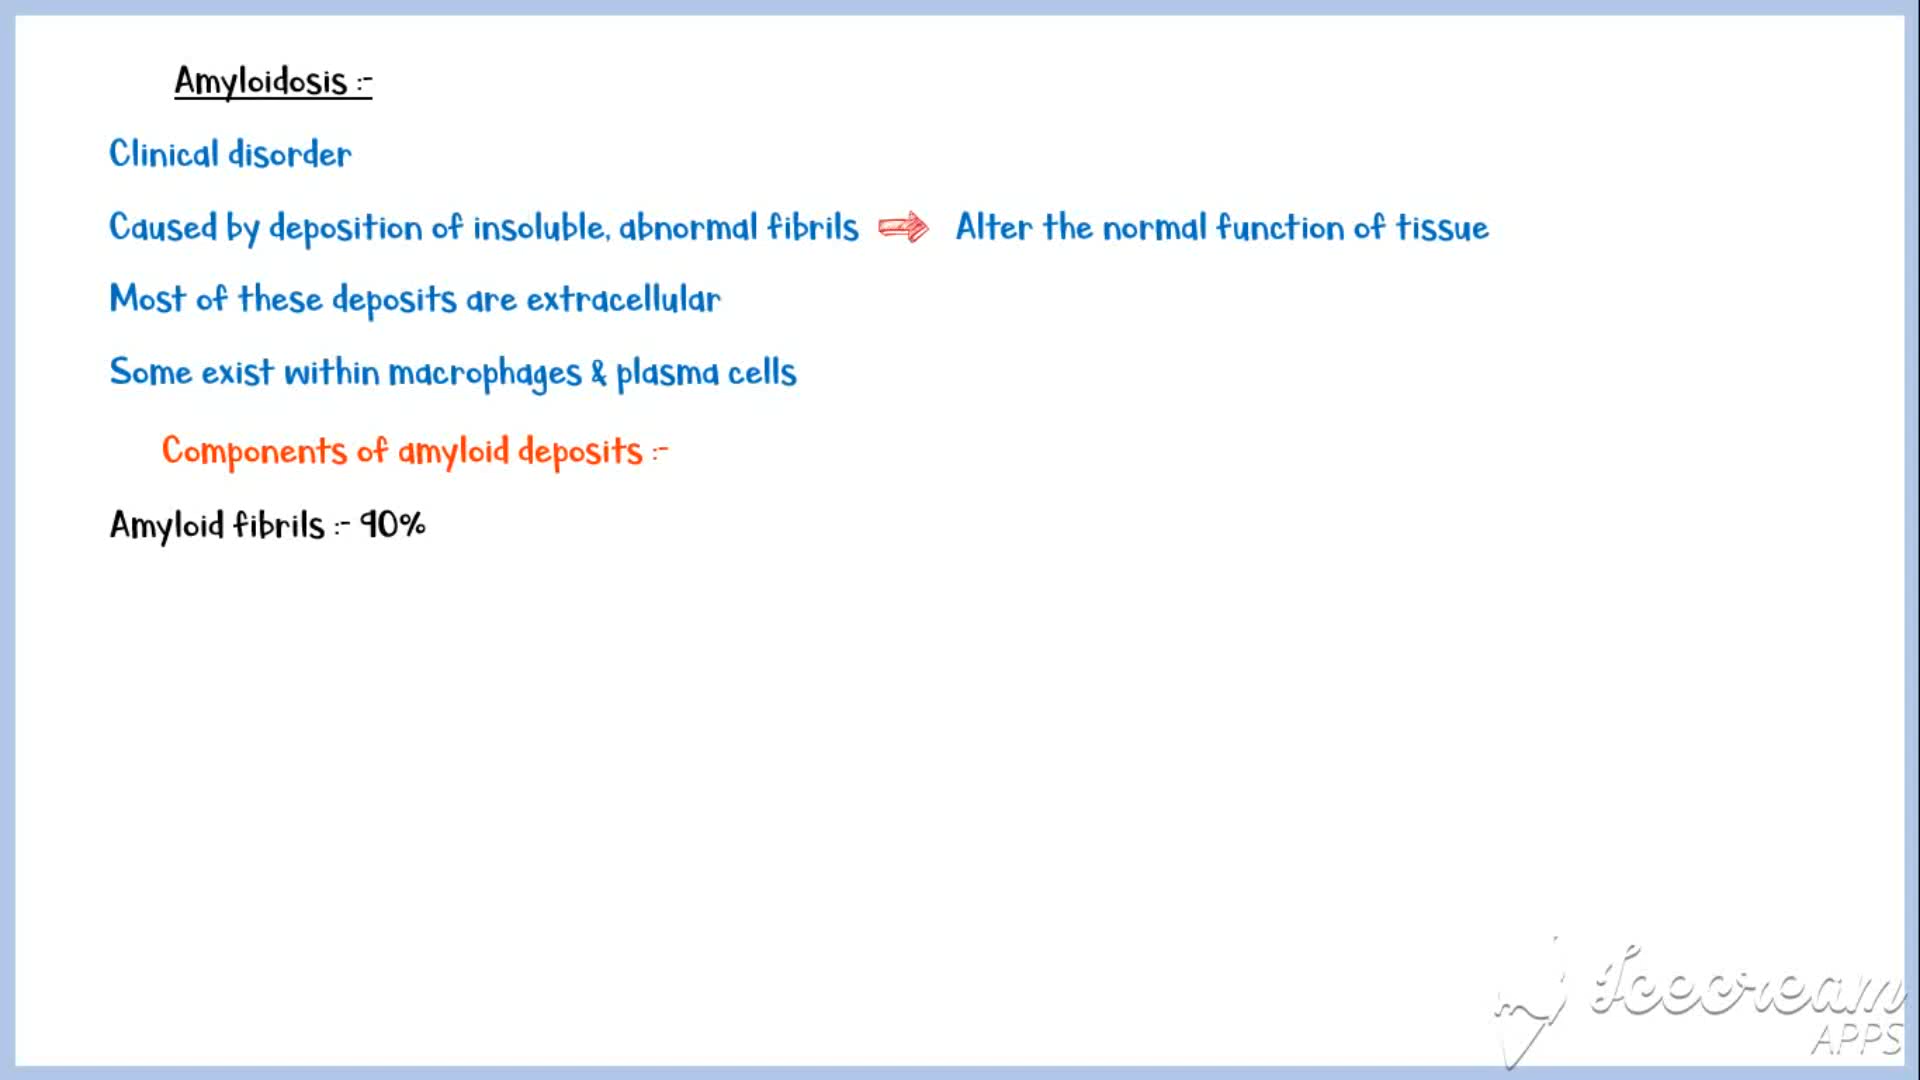 Amyloidosis :-
Clinical disorder
Caused by deposition of insoluble, abnormal fibrils Alter the normal function of tissue
Most of these deposits are extracellular
Some exist within macrophages & plasma cells
Components of amyloid deposits :-
Amyloid fibrils :- 90%
Icecream
APPS